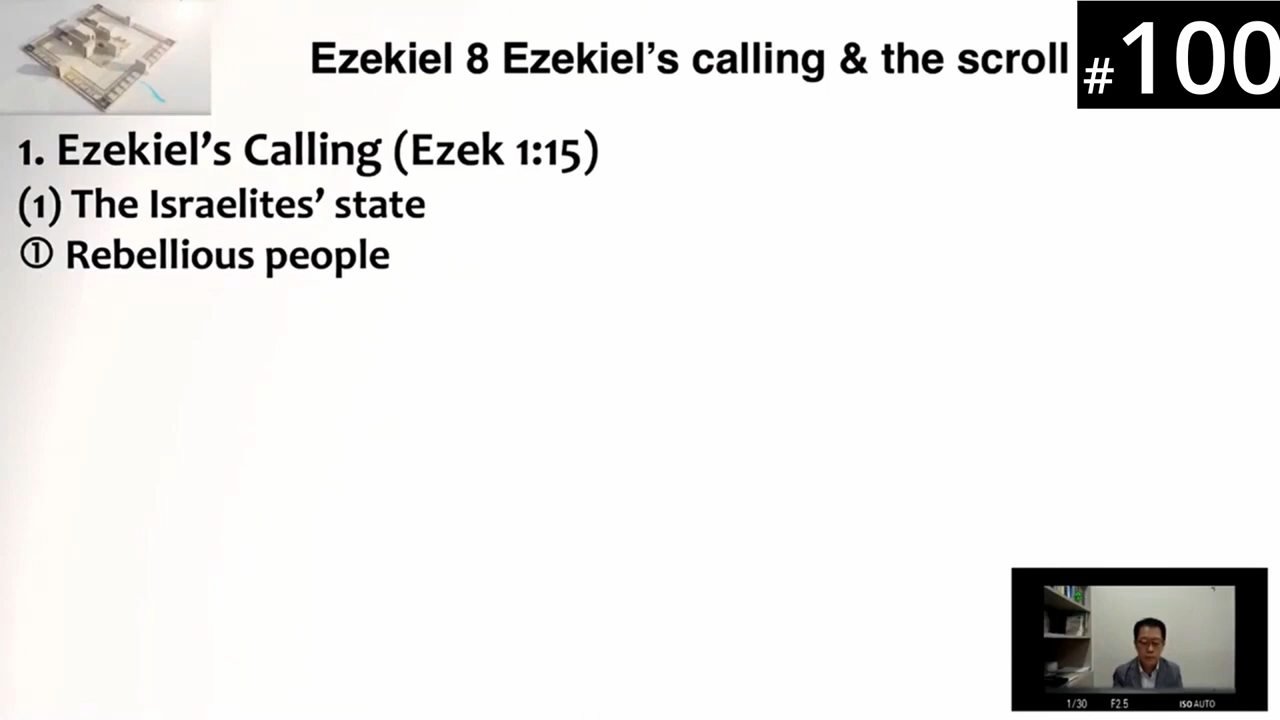 Ezekiel 8 Ezekiel’s calling & the scroll
#100
1. Ezekiel’s Calling (Ezek 1:15)
(1) The Israelites’ state
① Rebellious people
1/30 F2.5 ISO AUTO